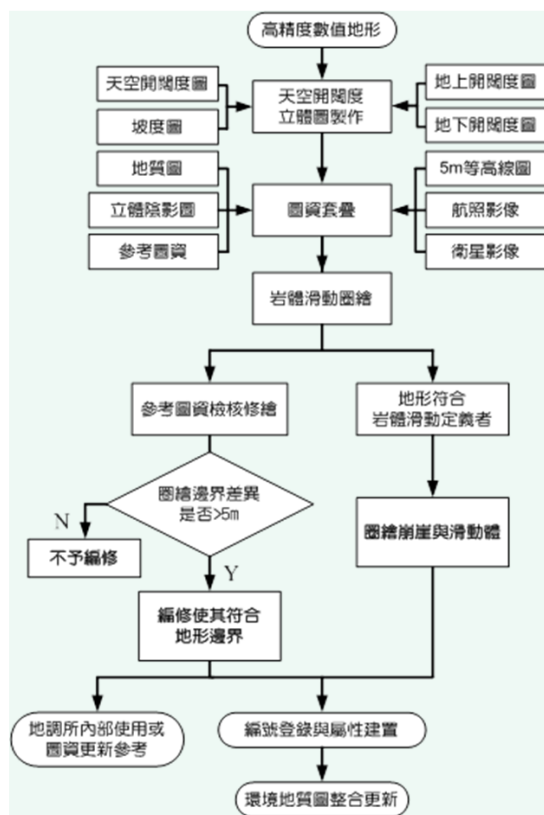 高精度數值地形
天空開闊度圖
坡度圖
天空開闊度
立體圖製作
地上開闊度圖
地下開闊度圖
地質圖
立體陰影圖
參考圖資
圖資套疊
5m等高線圖
航照影像
衛星影像
岩體滑動圈繪
參考圖資檢核修繪
地形符合
岩體滑動定義者
圈繪邊界差異
是否>5m
N
不予編修
Y
圈繪崩崖與滑動體
編修使其符合
地形邊界
地調所內部使用或
圖資更新參考
編號登錄與屬性建置
環境地質圖整合更新